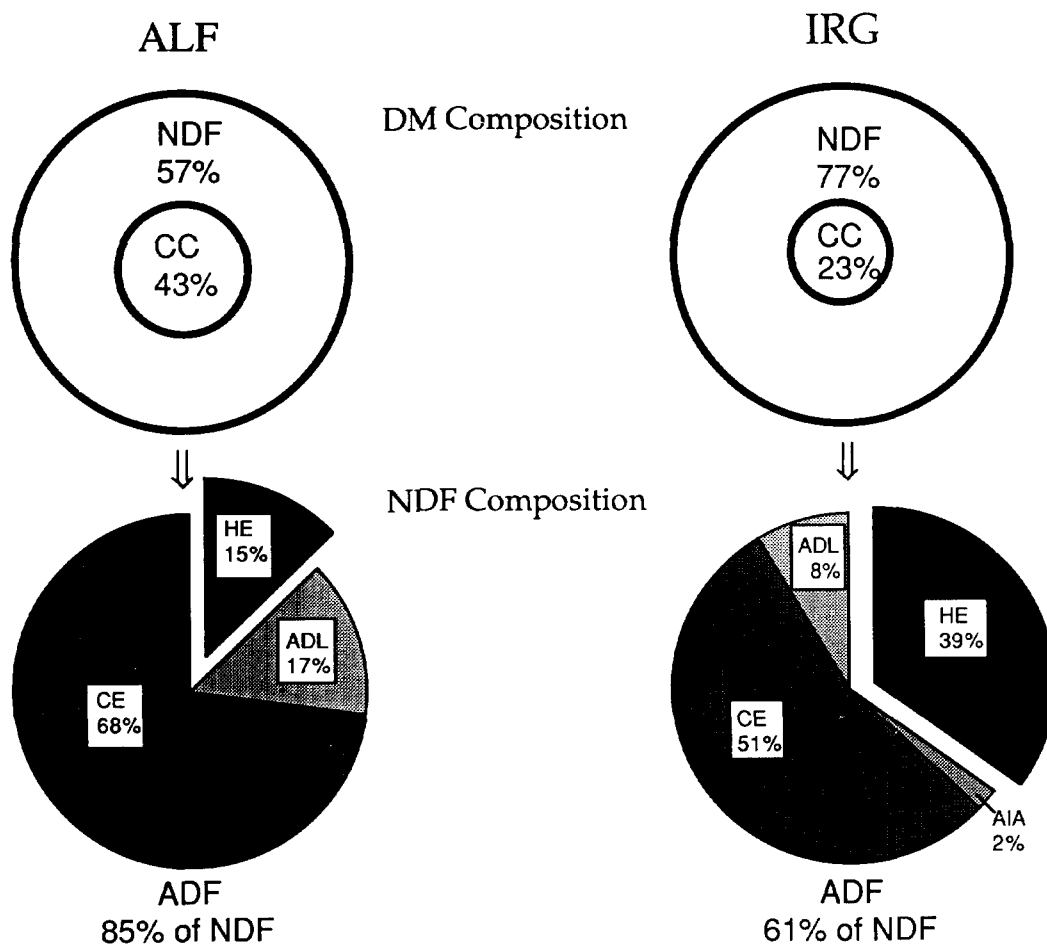 ALF
IRG
DM Composition
NDF
57%
CC
43%
NDF
77%
CC
23%
⇓
⇓
NDF Composition
HE
15%
ADL
17%
CE
68%
ADL
8%
HE
39%
CE
51%
AIA
2%
ADF
85% of NDF
ADF
61% of NDF